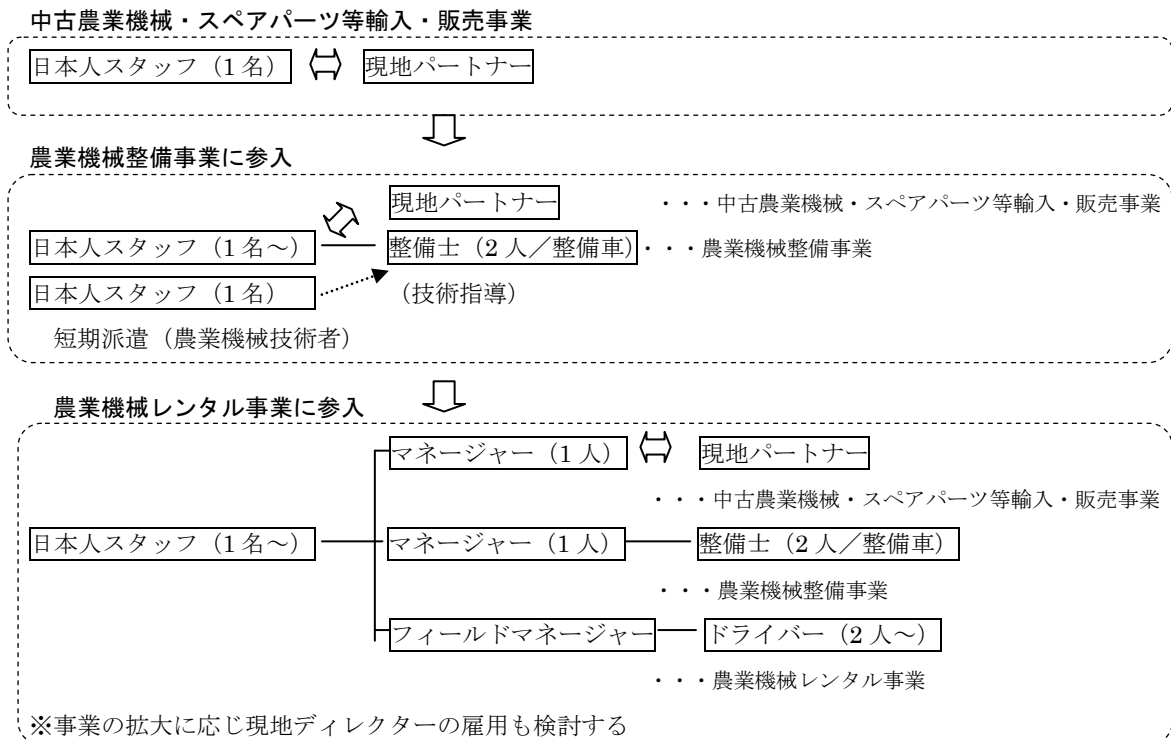 中古農業機械・スペアパーツ等輸入・販売事業
日本人スタッフ（1名） 現地パートナー
農業機械整備事業に参入
現地パートナー ・・・中古農業機械・スペアパーツ等輸入・販売事業
日本人スタッフ（1名～） 整備士（2人／整備車）・・・農業機械整備事業
日本人スタッフ（1名） （技術指導）
短期派遣（農業機械技術者）
農業機械レンタル事業に参入
マネージャー（1人） 現地パートナー
・・・中古農業機械・スペアパーツ等輸入・販売事業
日本人スタッフ（1名～） マネージャー（1人） 整備士（2人／整備車）
・・・農業機械整備事業
フィールドマネージャー ドライバー（2人～）
・・・農業機械レンタル事業
※事業の拡大に応じ現地ディレクターの雇用も検討する